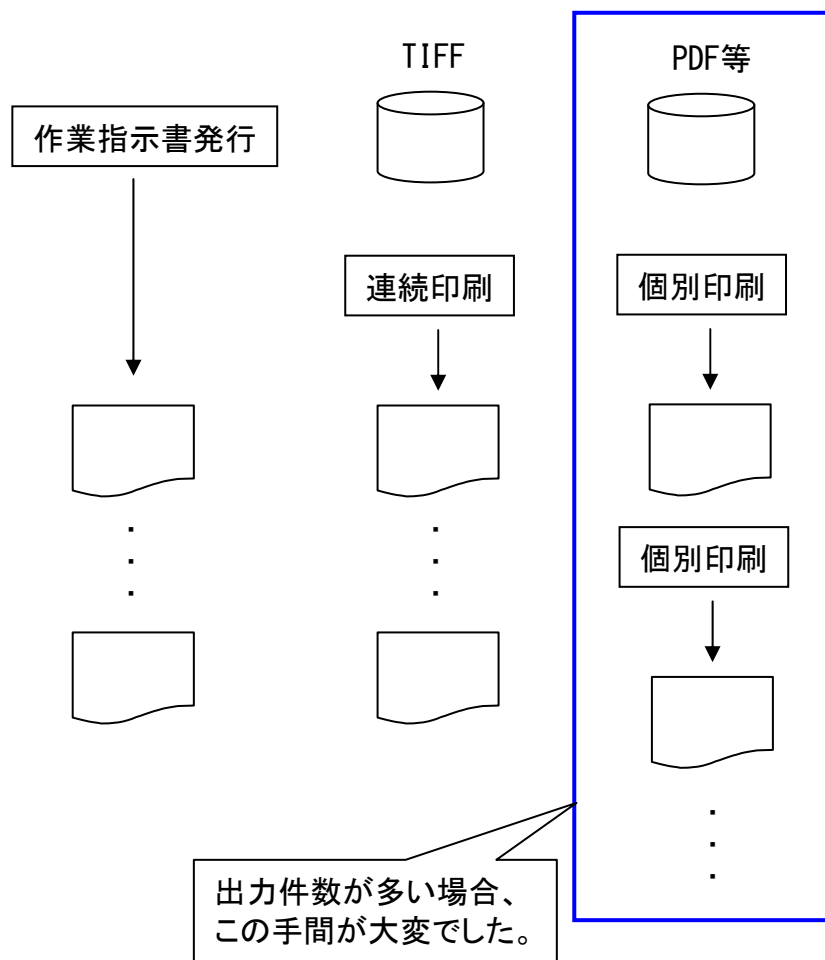 TIFF
PDF等
作業指示書発行
連続印刷
個別印刷
個別印刷
出力件数が多い場合、
この手間が大変でした。